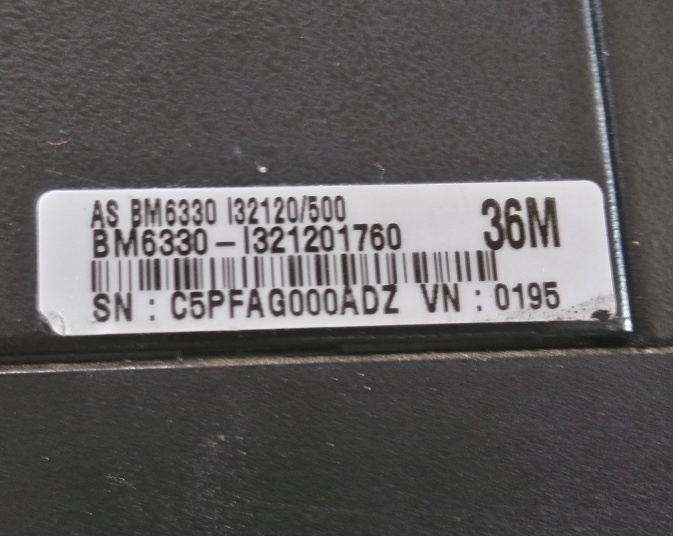 AS BM6330 I32120/500
36M
BM6330-I321201760
SN : C5PFAG000ADZ VN : 0195